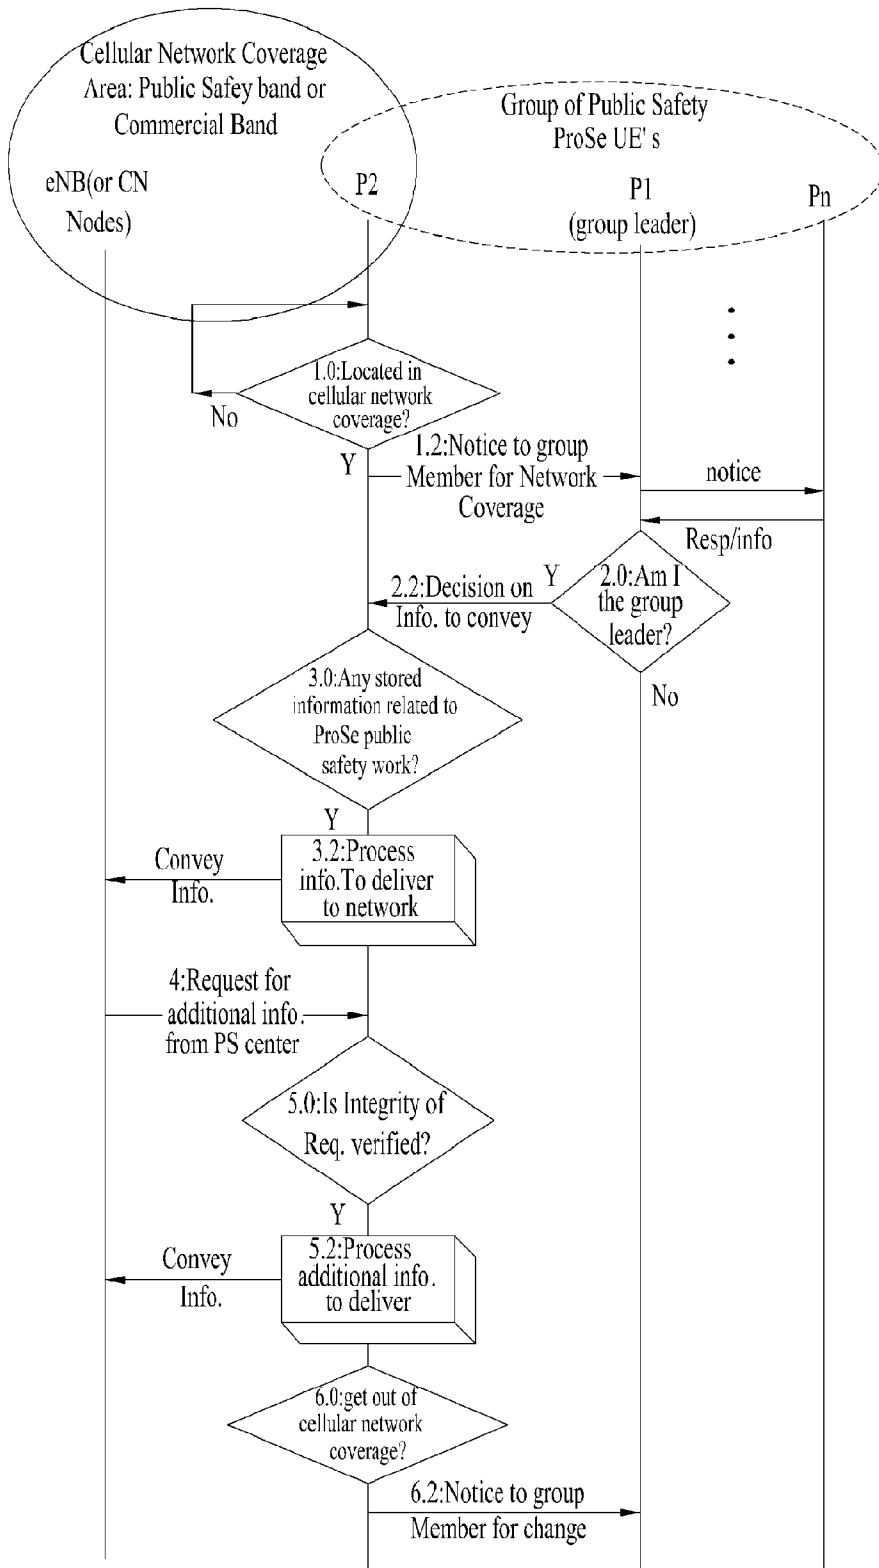 Cellular Network Coverage
Area: Public Safey band or
Commercial Band
Group of Public Safety
ProSe UE' s
eNB(or CN
Nodes)
P2
P1
(group leader)
Pn
1.0:Located in
cellular network
coverage?
No
Y
1.2:Notice to group
Member for Network
Coverage
notice
Resp/info
2.0:Am I
the group
leader?
Y
2.2:Decision on
Info. to convey
No
3.0:Any stored
information related to
ProSe public
safety work?
Y
3.2:Process
info.To deliver
to network
Convey
Info.
4:Request for
additional info.
from PS center
5.0:Is Integrity of
Req. verified?
Y
5.2:Process
additional info.
to deliver
Convey
Info.
6.0:get out of
cellular network
coverage?
6.2:Notice to group
Member for change